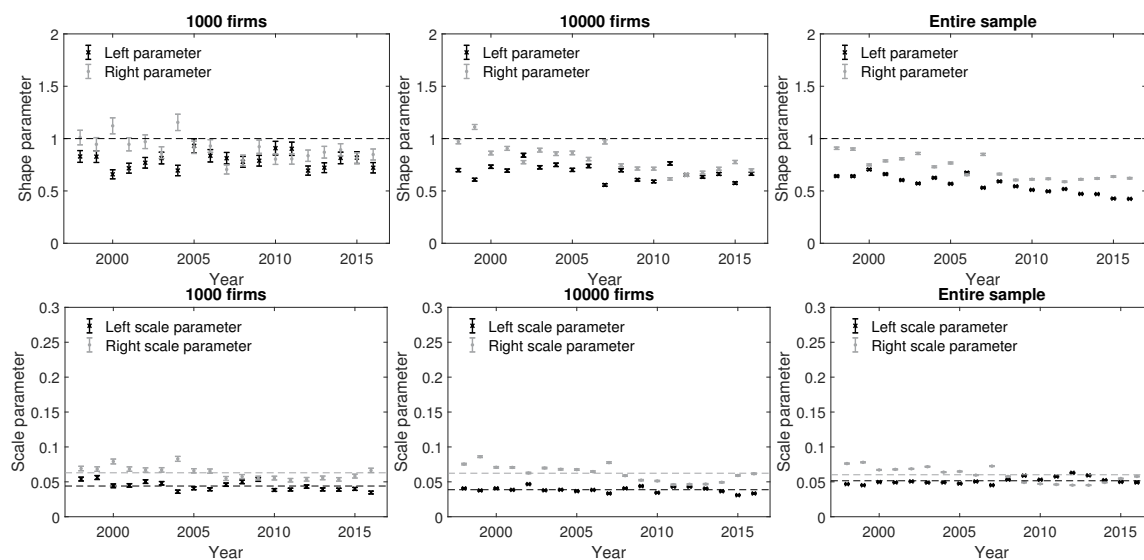 1000 firms
2
1.5
1
0.5
0
Shape parameter
Left parameter
Right parameter
2000
2005
2010
2015
Year
10000 firms
2
1.5
1
0.5
0
Shape parameter
Left parameter
Right parameter
2000
2005
2010
2015
Year
Entire sample
2
1.5
1
0.5
0
Shape parameter
Left parameter
Right parameter
2000
2005
2010
2015
Year
1000 firms
0.3
0.25
0.2
0.15
0.1
0.05
0
Scale parameter
Left scale parameter
Right scale parameter
2000
2005
2010
2015
Year
10000 firms
0.3
0.25
0.2
0.15
0.1
0.05
0
Scale parameter
Left scale parameter
Right scale parameter
2000
2005
2010
2015
Year
Entire sample
0.3
0.25
0.2
0.15
0.1
0.05
0
Scale parameter
Left scale parameter
Right scale parameter
2000
2005
2010
2015
Year